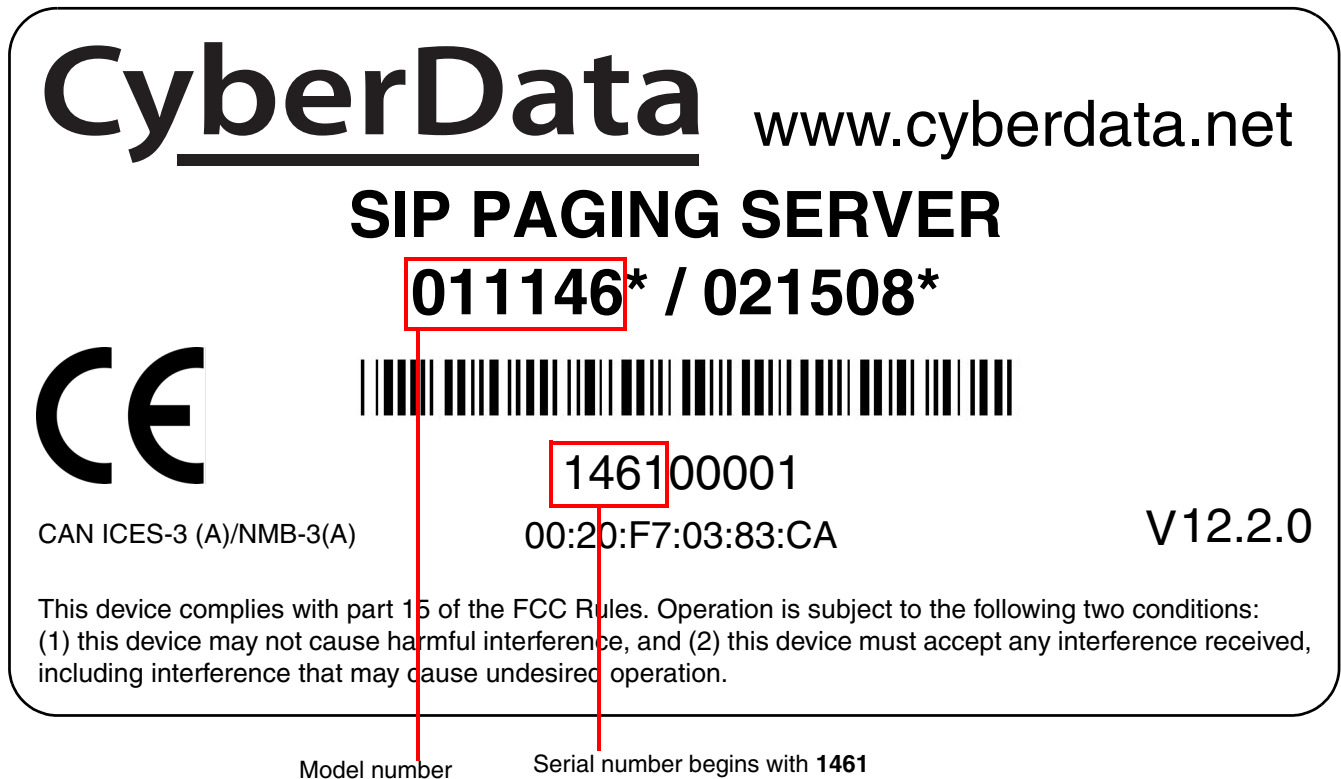 CyberData www.cyberdata.net
SIP PAGING SERVER
011146* / 021508*
CE
146100001
CAN ICES-3 (A)/NMB-3(A) 00:20:F7:03:83:CA V12.2.0
This device complies with part 15 of the FCC Rules. Operation is subject to the following two conditions:
(1) this device may not cause harmful interference, and (2) this device must accept any interference received,
including interference that may cause undesired operation.
Model number Serial number begins with 1461